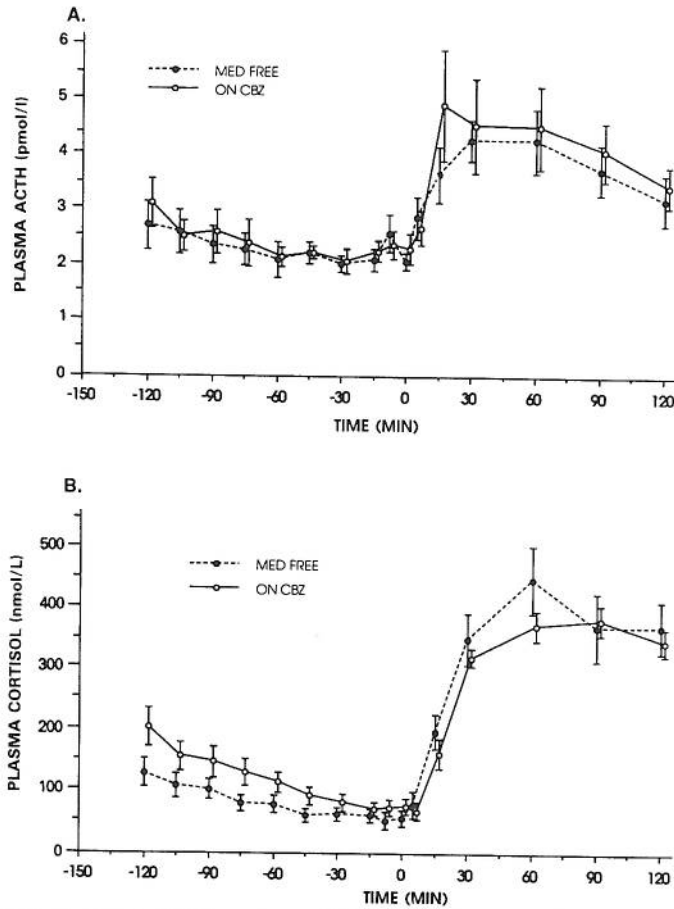 A.
6
5
4
3
2
1
0
PLASMA ACTH (pmol/l)
MED FREE
ON CBZ
-150 -120 -90 -60 -30 0 30 60 90 120
TIME (MIN)
B.
500
400
300
200
100
50
0
PLASMA CORTISOL (nmol/L)
MED FREE
ON CBZ
-150 -120 -90 -60 -30 0 30 60 90 120
TIME (MIN)